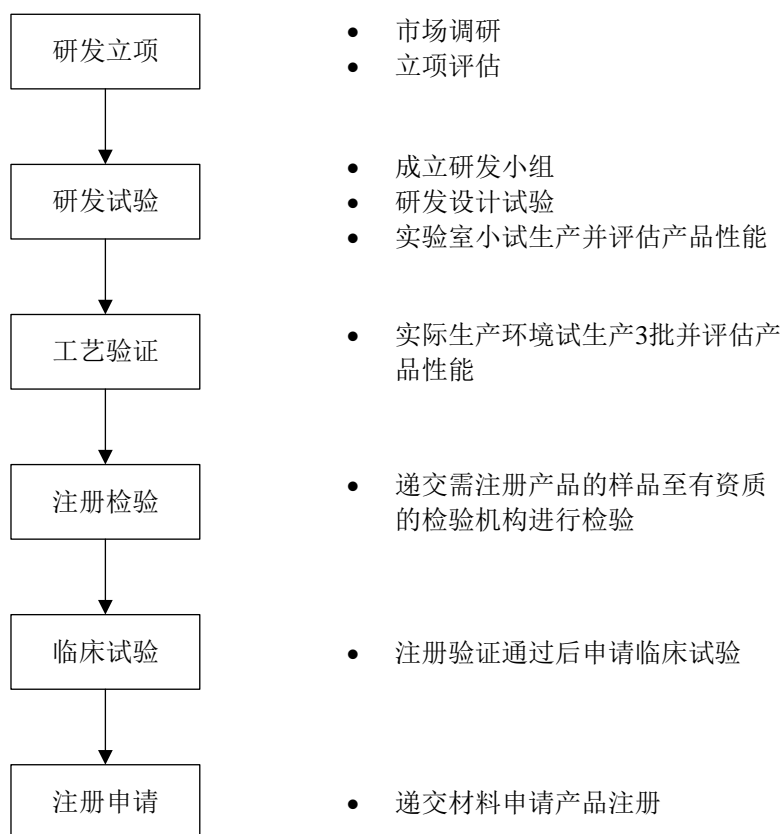 研发立项
• 市场调研
• 立项评估
研发试验
• 成立研发小组
• 研发设计试验
• 实验室小试生产并评估产品性能
工艺验证
• 实际生产环境试生产3批并评估产
品性能
注册检验
• 递交需注册产品的样品至有资质
的检验机构进行检验
临床试验
• 注册验证通过后申请临床试验
注册申请
• 递交材料申请产品注册